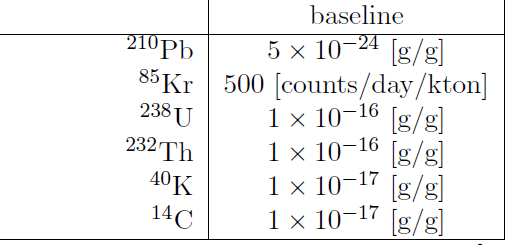 baseline
²¹⁰Pb 5 × 10⁻²⁴ [g/g]
⁸⁵Kr 500 [counts/day/kton]
²³⁸U 1 × 10⁻¹⁶ [g/g]
²³²Th 1 × 10⁻¹⁶ [g/g]
⁴⁰K 1 × 10⁻¹⁷ [g/g]
¹⁴C 1 × 10⁻¹⁷ [g/g]